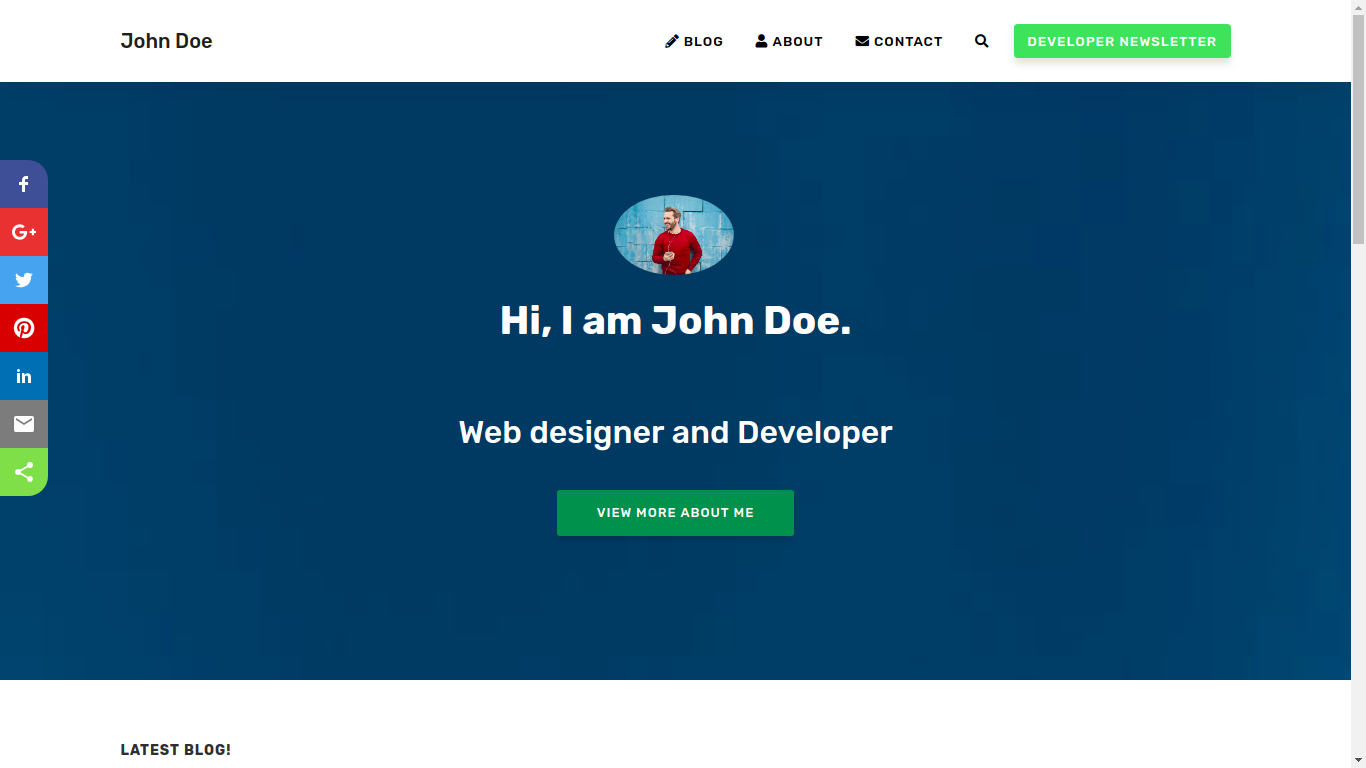 John Doe
BLOG
ABOUT
CONTACT
DEVELOPER NEWSLETTER
Hi, I am John Doe.
Web designer and Developer
VIEW MORE ABOUT ME
LATEST BLOG!